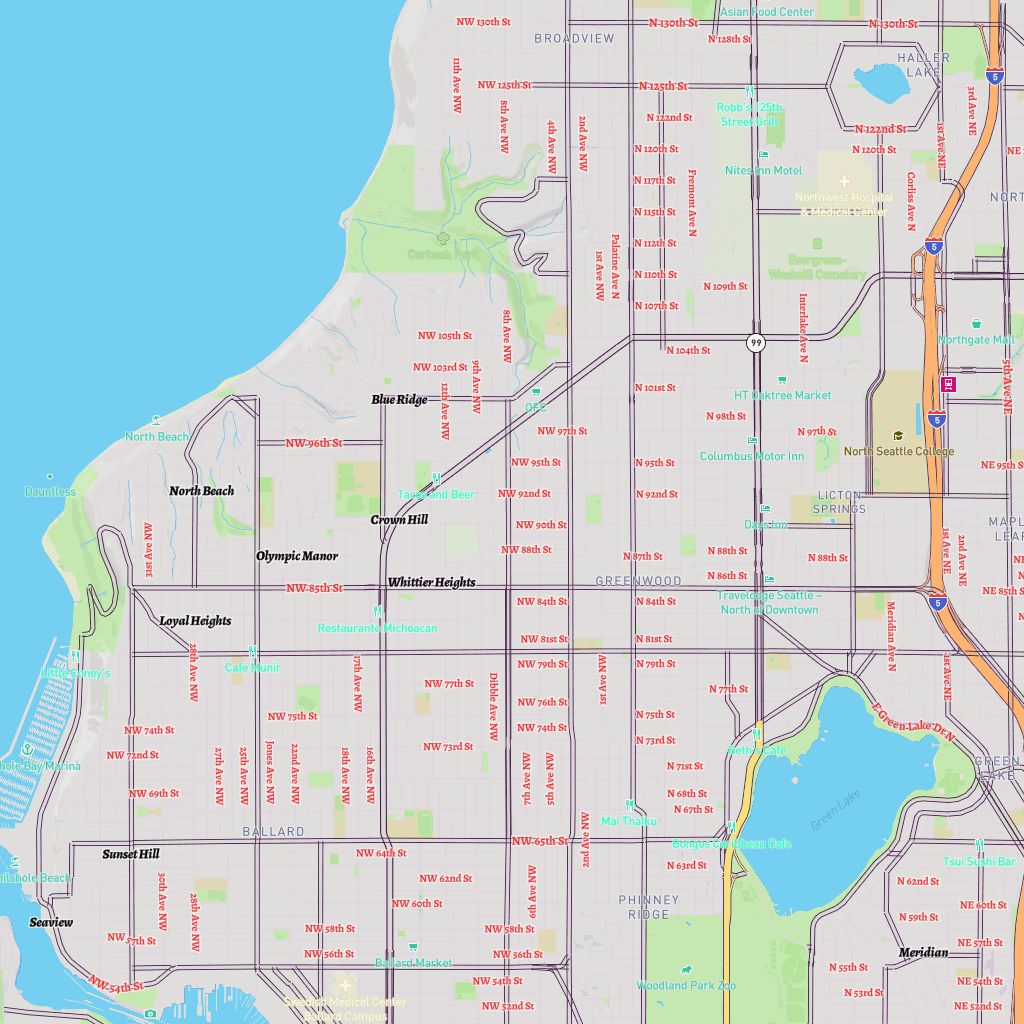 Asian Food Center
NW 130th St
N 130th St
N 130th St
BROADVIEW
N 128th St
HALLER
LAKE
5
11th Ave NW
NW 125th St
N 125th St
3rd Ave NE
8th Ave NW
4th Ave NW
2nd Ave NW
Robb's 125th
Street Grill
N 122nd St
N 122nd St
1st Ave NE
N 120th St
N 120th St
NE 1
Nites Inn Motel
N 117th St
Fremont Ave N
Corliss Ave N
Northwest Hospital
& Medical Center
NORT
N 115th St
Palatine Ave N
1st Ave NW
N 112th St
5
Carkeek Park
Evergreen-
Washelli Cemetery
N 110th St
N 109th St
Interlake Ave N
N 107th St
8th Ave NW
NW 105th St
99
Northgate Mall
N 104th St
NW 103rd St
9th Ave NW
12th Ave NW
5th Ave NE
N 101st St
HT Oaktree Market
Blue Ridge
QFC
N 98th St
5
North Beach
NW 96th St
NW 97th St
N 97th St
Columbus Motor Inn
North Seattle College
NW 95th St
N 95th St
NE 95th S
Dauntless
North Beach
Tacos and Beer
NW 92nd St
N 92nd St
LICTON
SPRINGS
31st Ave NW
Crown Hill
NW 90th St
Days Inn
MAPL
LEA
1st Ave NE
2nd Ave NE
Olympic Manor
NW 88th St
N 87th St
N 88th St
N 88th St
N
NW 85th St
Whittier Heights
GREENWOOD
N 86th St
NE 85th S
Travelodge Seattle –
North of Downtown
NW 84th St
N 84th St
5
N
Meridian Ave N
Loyal Heights
Restaurante Michoacan
NW 81st St
N 81st St
28th Ave NW
Cafe Munir
17th Ave NW
NW 79th St
1st Ave NW
N 79th St
1st Ave NE
Little Coney's
Dibble Ave NW
NW 77th St
N 77th St
NW 76th St
NW 75th St
N 75th St
E Green Lake Dr N
NW 74th St
NW 74th St
NW 73rd St
N 73rd St
Beth's Cafe
NW 72nd St
hole Bay Marina
27th Ave NW
25th Ave NW
Jones Ave NW
22nd Ave NW
18th Ave NW
16th Ave NW
7th Ave NW
5th Ave NW
N 71st St
GREEN
LAKE
NW 69th St
N 68th St
Green Lake
N 67th St
Mai Thaiku
BALLARD
2nd Ave NW
NW 65th St
Bongos Caribbean Cafe
Sunset Hill
NW 64th St
N 63rd St
Tsui Sushi Bar
hilshole Beach
30th Ave NW
28th Ave NW
NW 62nd St
6th Ave NW
N 62nd St
NW 60th St
PHINNEY
RIDGE
NE 60th St
Seaview
N 59th St
NW 58th St
NW 58th St
NW 57th St
NE 57th St
NW 56th St
NW 56th St
Meridian
Ballard Market
N 55th St
NW 54th St
NW 54th St
Woodland Park Zoo
NE 54th St
N 53rd St
Swedish Medical Center
Ballard Campus
NW 52nd St
NE 52nd St